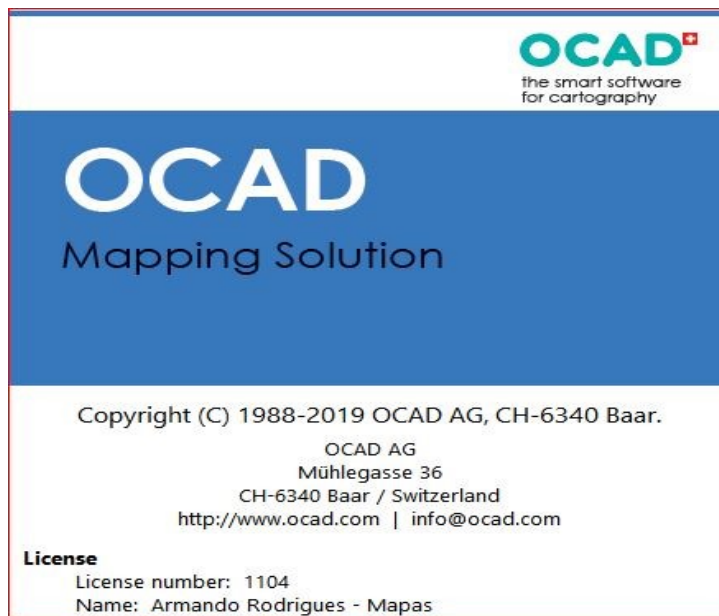 OCAD
the smart software
for cartography
OCAD
Mapping Solution
Copyright (C) 1988-2019 OCAD AG, CH-6340 Baar.
OCAD AG
Mühlegasse 36
CH-6340 Baar / Switzerland
http://www.ocad.com | info@ocad.com
License
License number: 1104
Name: Armando Rodrigues - Mapas